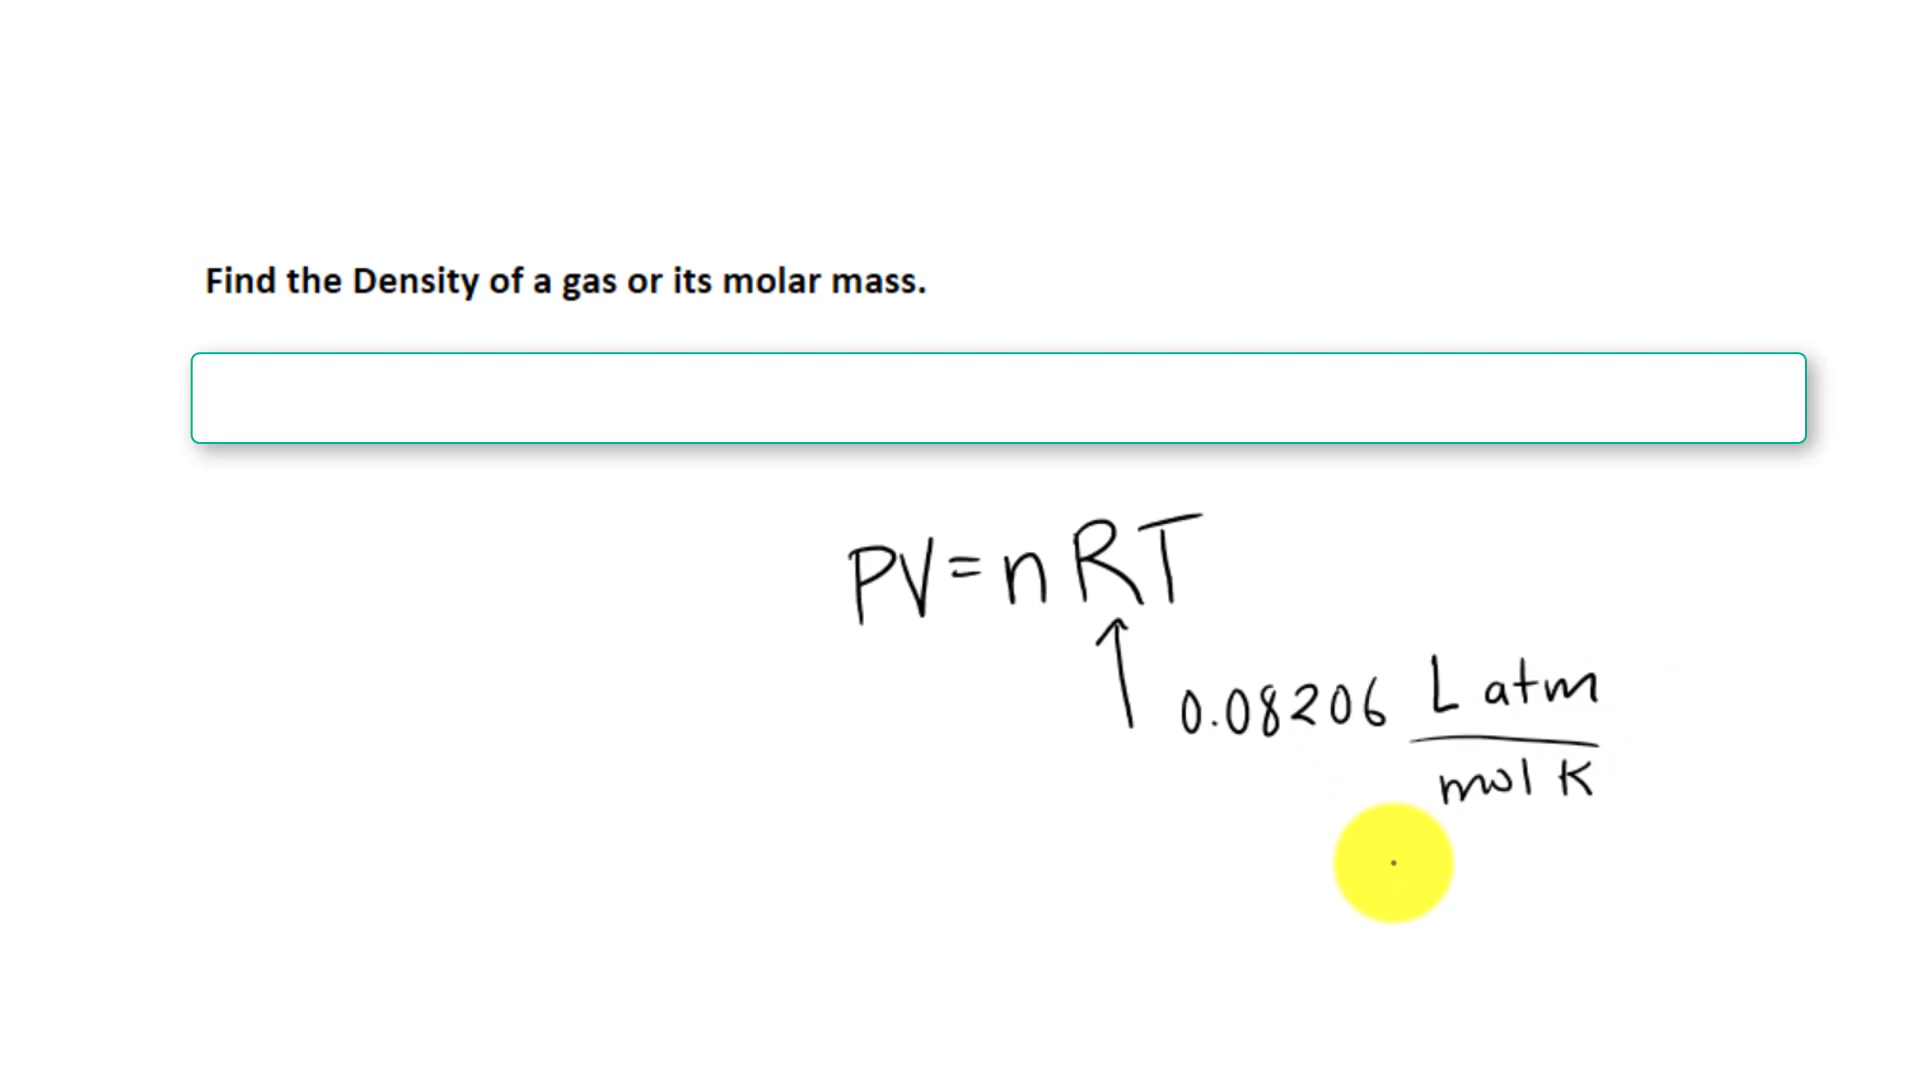 Find the Density of a gas or its molar mass.
PV = nRT
0.08206 L atm
mol K